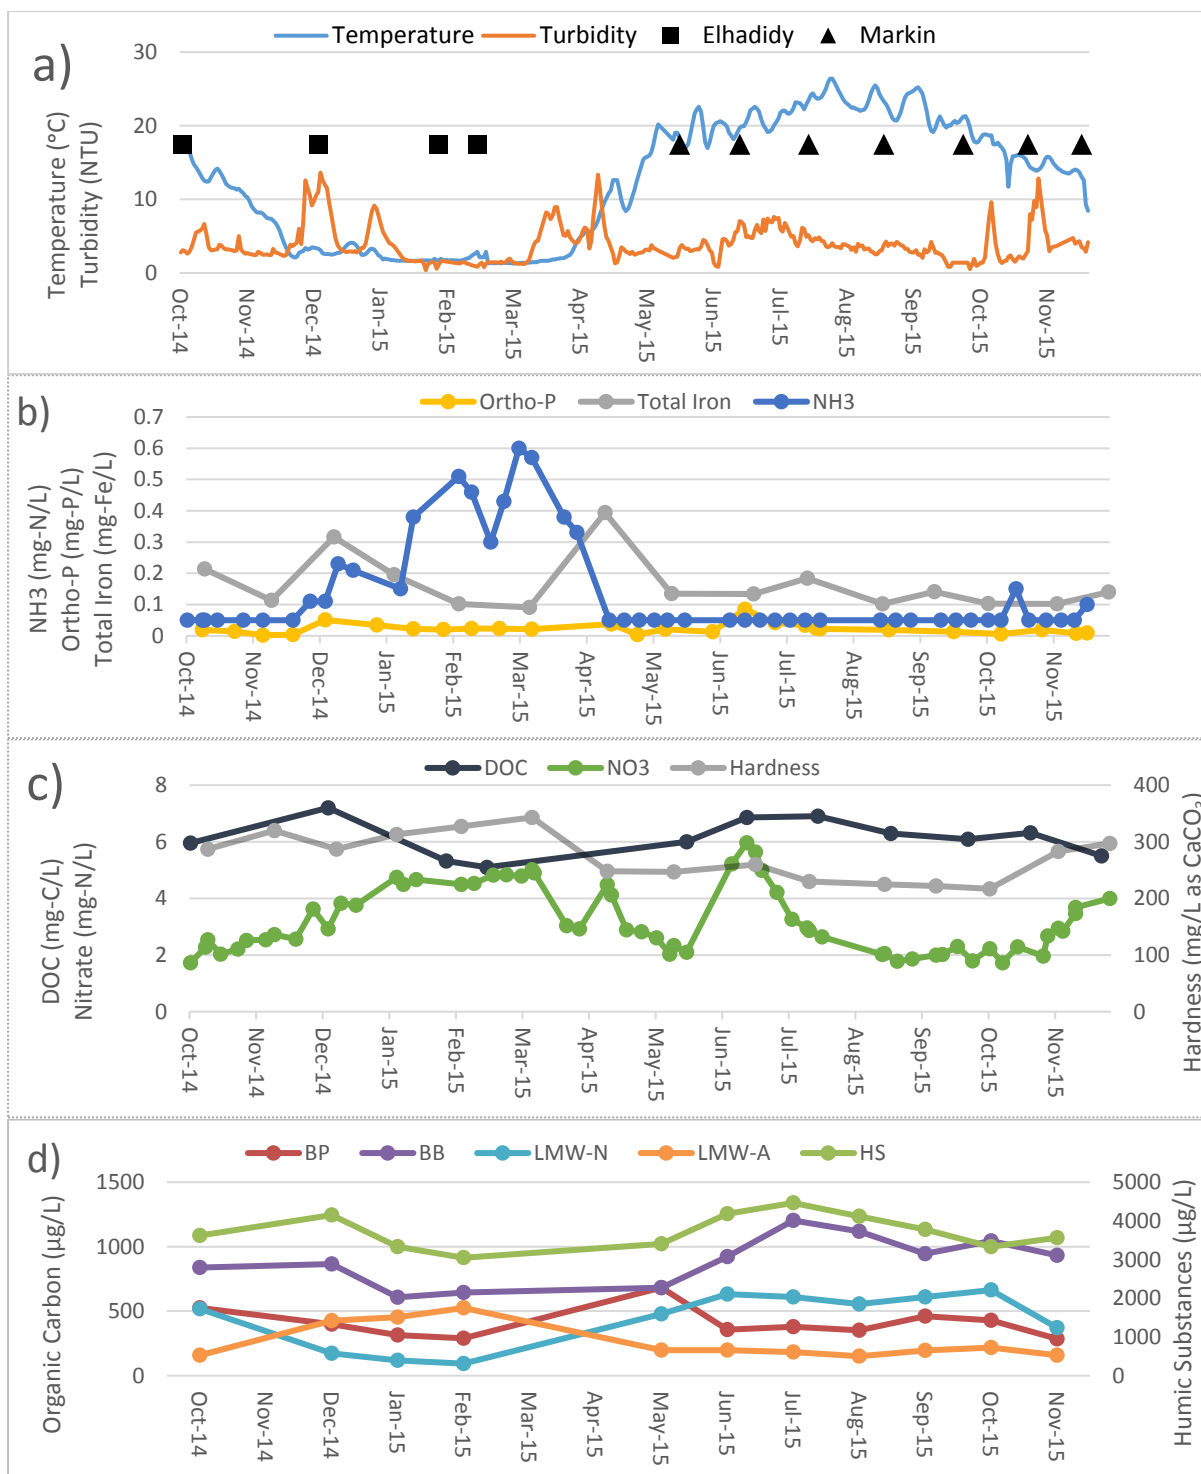 Temperature Turbidity Elhadidy Markin
a)
Temperature (°C)
Turbidity (NTU)
30
20
10
0
Oct-14 Nov-14 Dec-14 Jan-15 Feb-15 Mar-15 Apr-15 May-15 Jun-15 Jul-15 Aug-15 Sep-15 Oct-15 Nov-15
b)
Ortho-P Total Iron NH3
NH3 (mg-N/L)
Ortho-P (mg-P/L)
Total Iron (mg-Fe/L)
0.7
0.6
0.5
0.4
0.3
0.2
0.1
0
Oct-14 Nov-14 Dec-14 Jan-15 Feb-15 Mar-15 Apr-15 May-15 Jun-15 Jul-15 Aug-15 Sep-15 Oct-15 Nov-15
c)
DOC NO3 Hardness
DOC (mg-C/L)
Nitrate (mg-N/L)
8 400
6 300
4 200
2 100
0 0
Hardness (mg/L as CaCO₃)
Oct-14 Nov-14 Dec-14 Jan-15 Feb-15 Mar-15 Apr-15 May-15 Jun-15 Jul-15 Aug-15 Sep-15 Oct-15 Nov-15
d)
BP BB LMW-N LMW-A HS
Organic Carbon (µg/L)
1500 5000
4000
1000
3000
500 2000
1000
0 0
Humic Substances (µg/L)
Oct-14 Nov-14 Dec-14 Jan-15 Feb-15 Mar-15 Apr-15 May-15 Jun-15 Jul-15 Aug-15 Sep-15 Oct-15 Nov-15